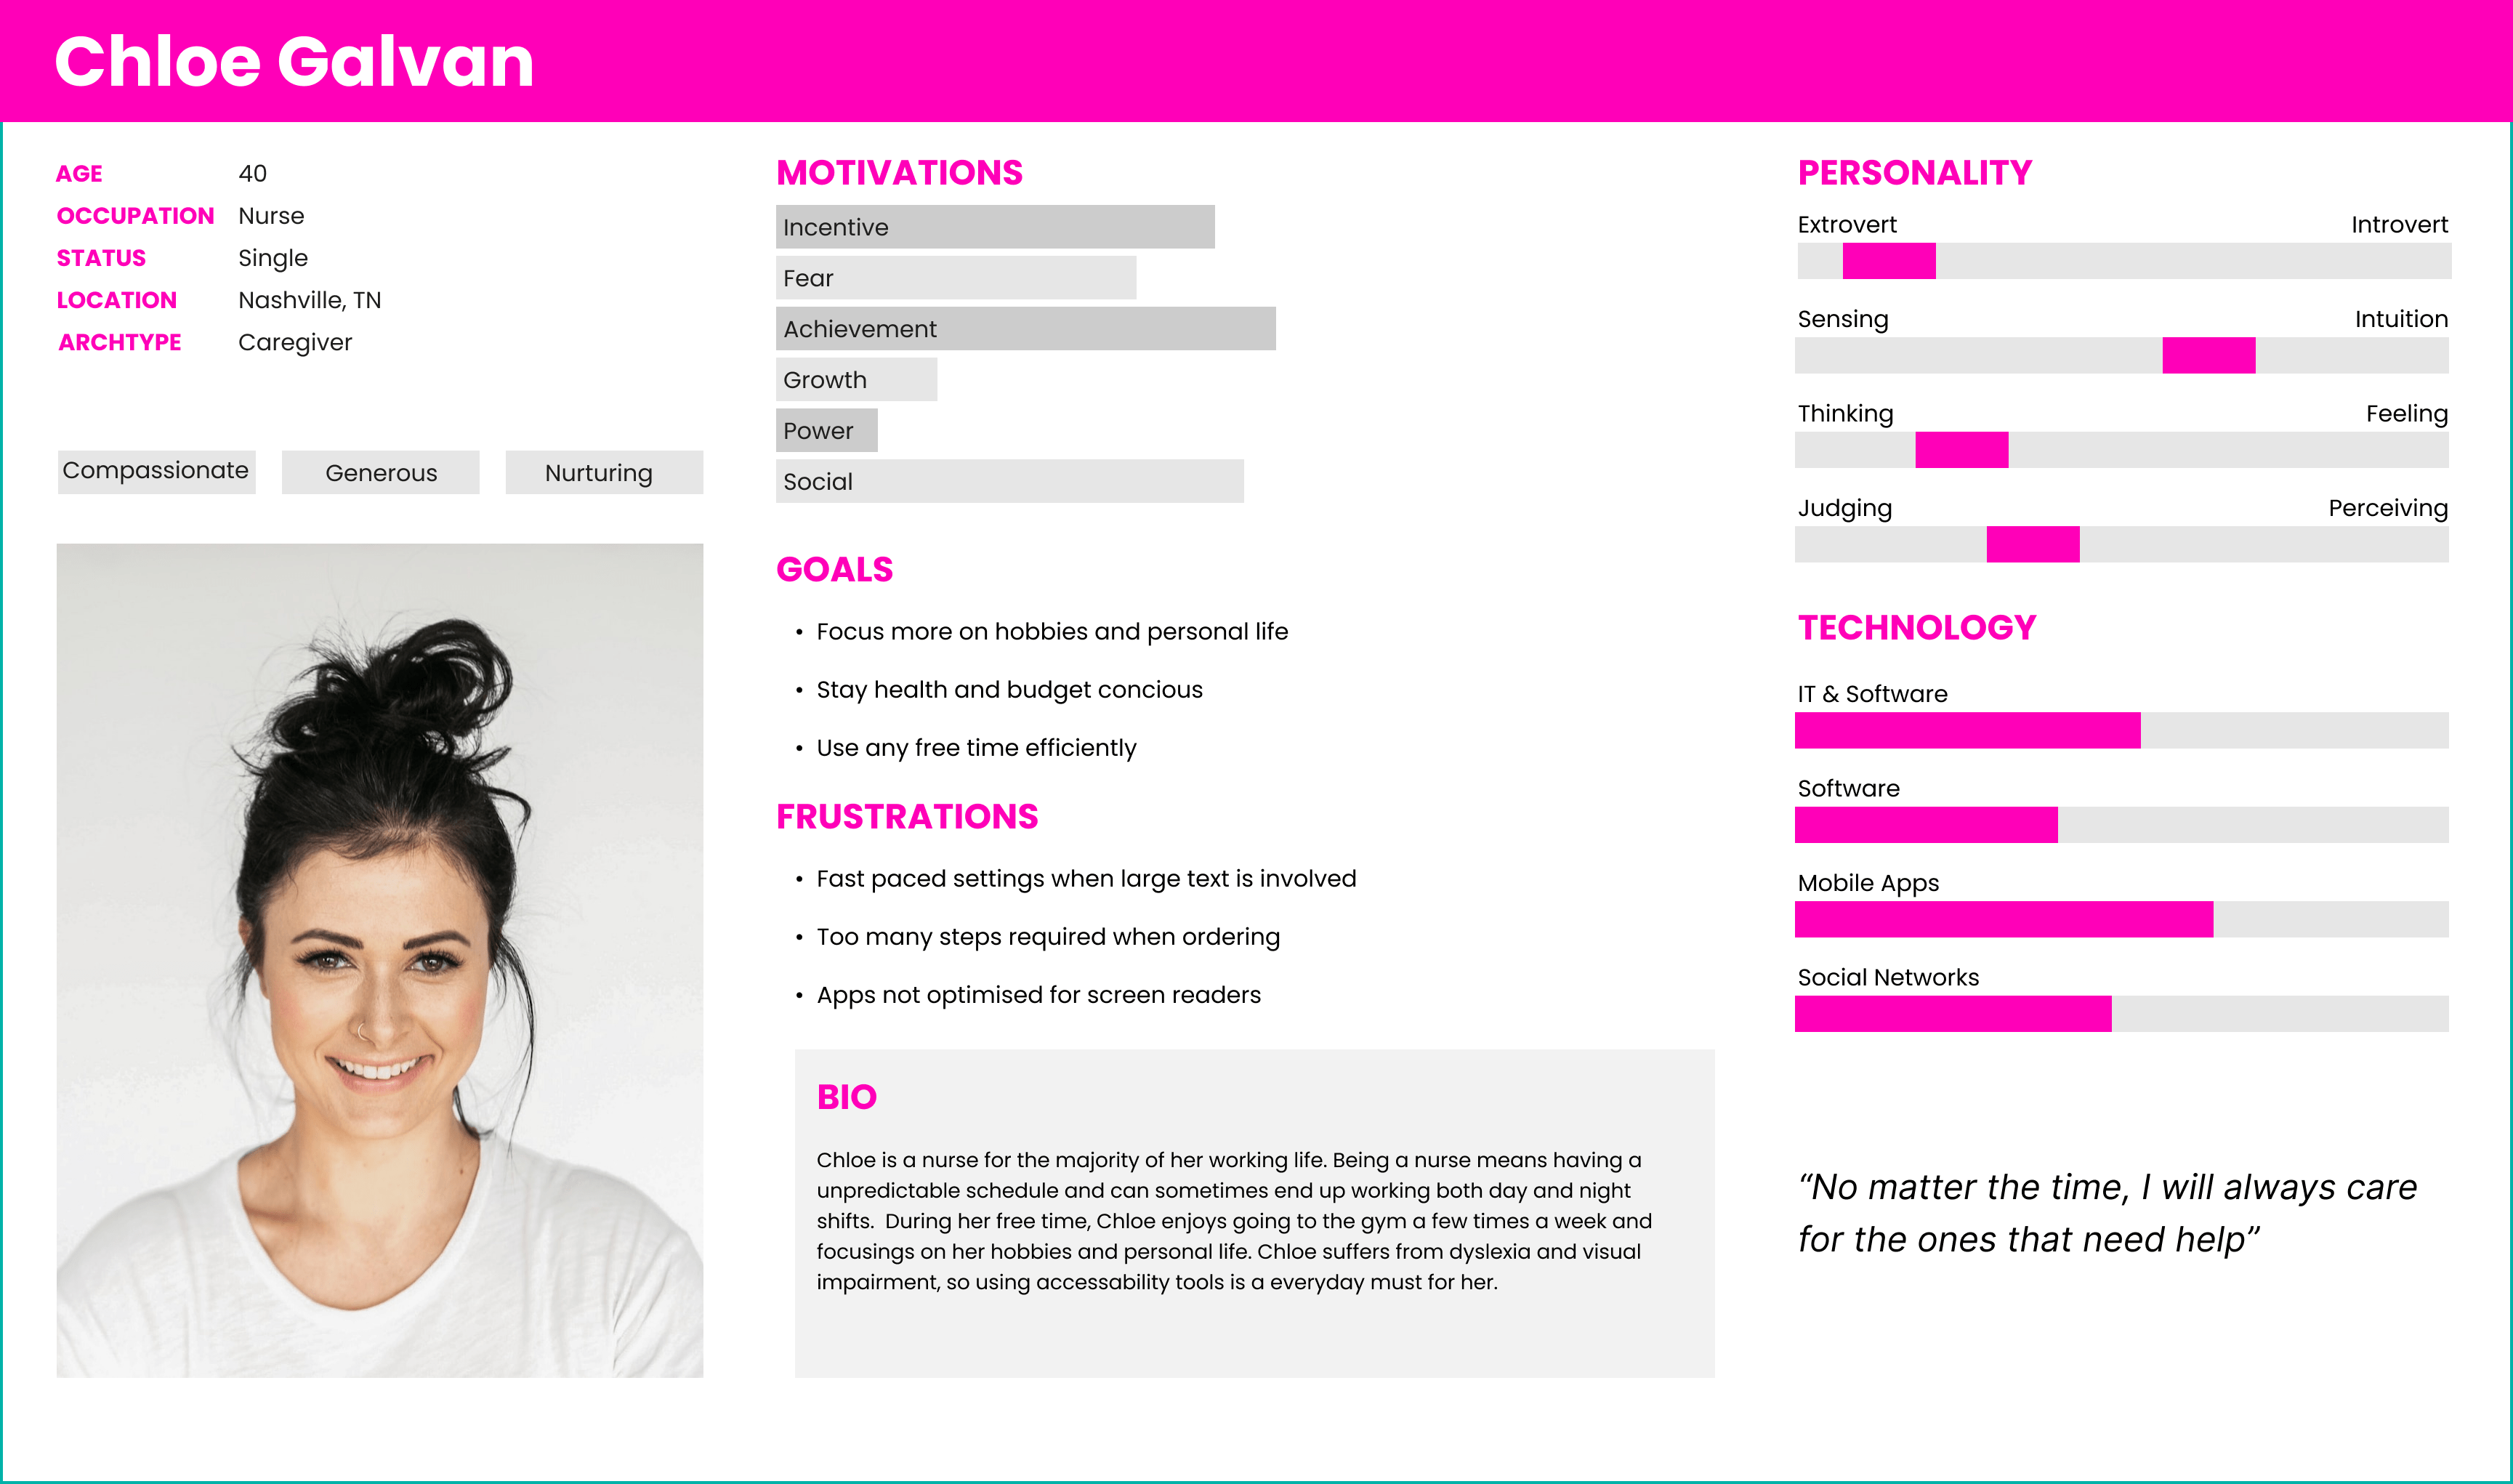 Chloe Galvan
AGE 40
OCCUPATION Nurse
STATUS Single
LOCATION Nashville, TN
ARCHTYPE Caregiver
Compassionate Generous Nurturing
MOTIVATIONS
Incentive
Fear
Achievement
Growth
Power
Social
GOALS
• Focus more on hobbies and personal life
• Stay health and budget concious
• Use any free time efficiently
FRUSTRATIONS
• Fast paced settings when large text is involved
• Too many steps required when ordering
• Apps not optimised for screen readers
BIO
Chloe is a nurse for the majority of her working life. Being a nurse means having a
unpredictable schedule and can sometimes end up working both day and night
shifts.  During her free time, Chloe enjoys going to the gym a few times a week and
focusings on her hobbies and personal life. Chloe suffers from dyslexia and visual
impairment, so using accessability tools is a everyday must for her.
PERSONALITY
Extrovert Introvert
Sensing Intuition
Thinking Feeling
Judging Perceiving
TECHNOLOGY
IT & Software
Software
Mobile Apps
Social Networks
“No matter the time, I will always care
for the ones that need help”